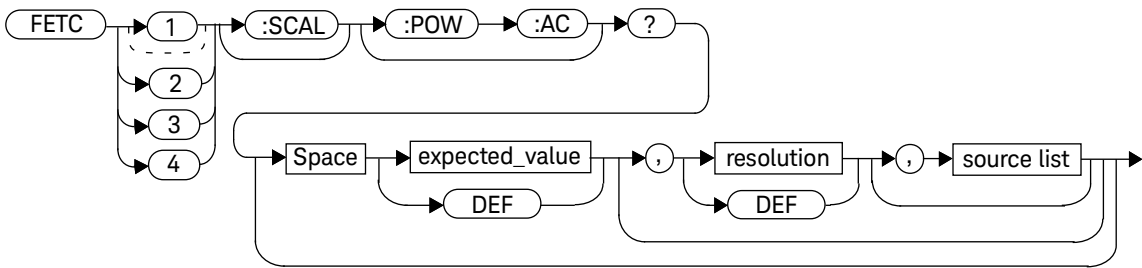 FETC 1 :SCAL :POW :AC ?
2
3
4
Space expected_value , resolution , source list
DEF DEF